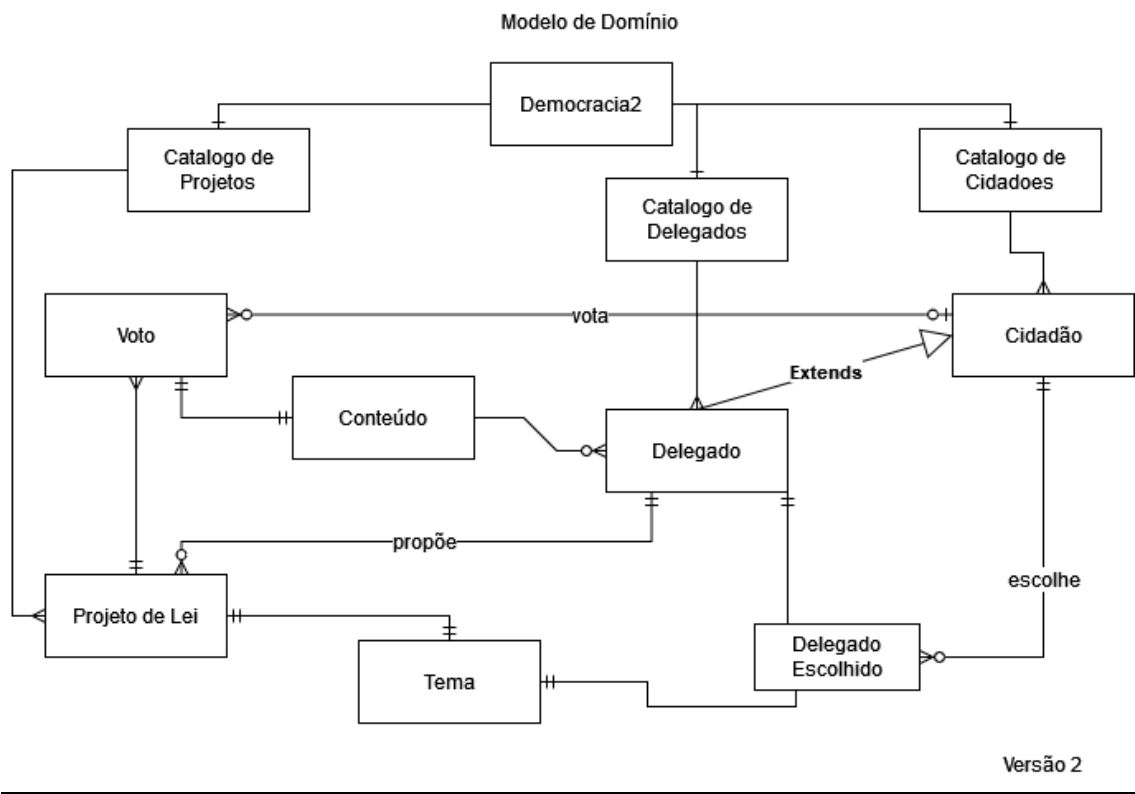 Modelo de Domínio
Democracia2
Catalogo de
Projetos
Catalogo de
Delegados
Catalogo de
Cidadoes
Voto
vota
Cidadão
Extends
Conteúdo
Delegado
propõe
escolhe
Projeto de Lei
Delegado
Escolhido
Tema
Versão 2